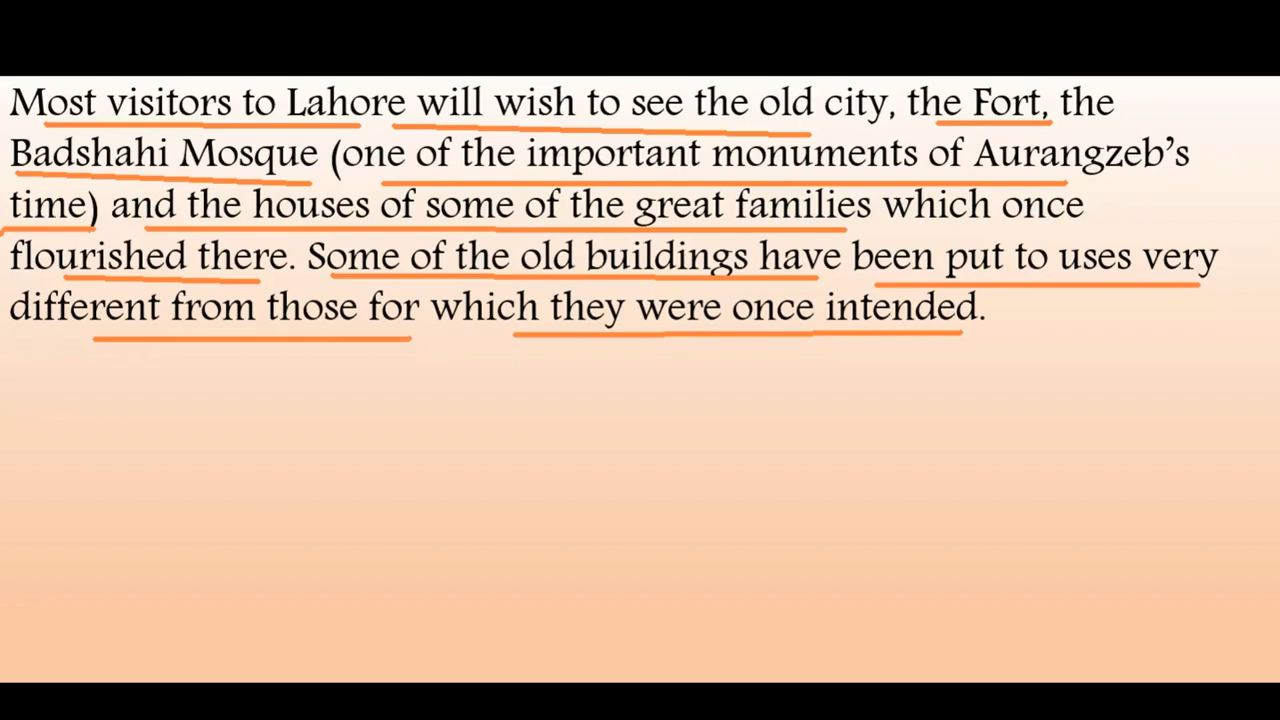 Most visitors to Lahore will wish to see the old city, the Fort, the
Badshahi Mosque (one of the important monuments of Aurangzeb’s
time) and the houses of some of the great families which once
flourished there. Some of the old buildings have been put to uses very
different from those for which they were once intended.